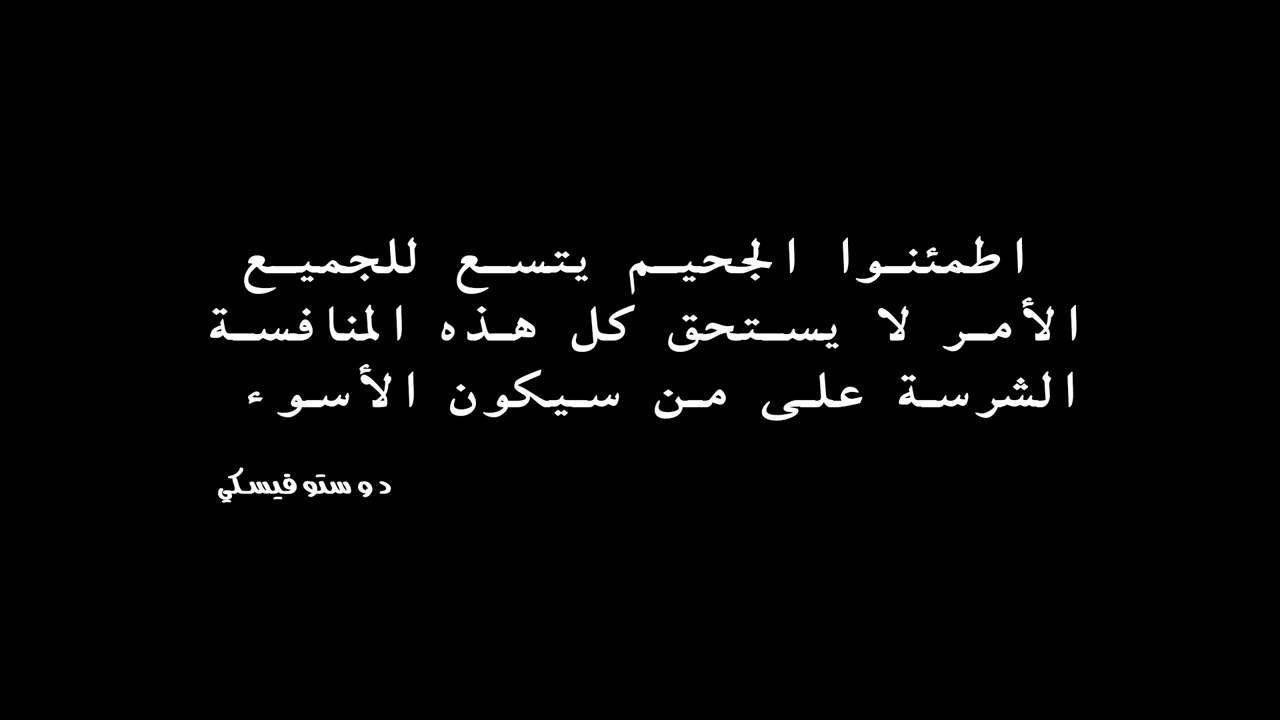 اطمئنوا الجحيم يتسع للجميع
الأمر لا يستحق كل هذه المنافسة
الشرسة على من سيكون الأسوء
دوستوفيسكي